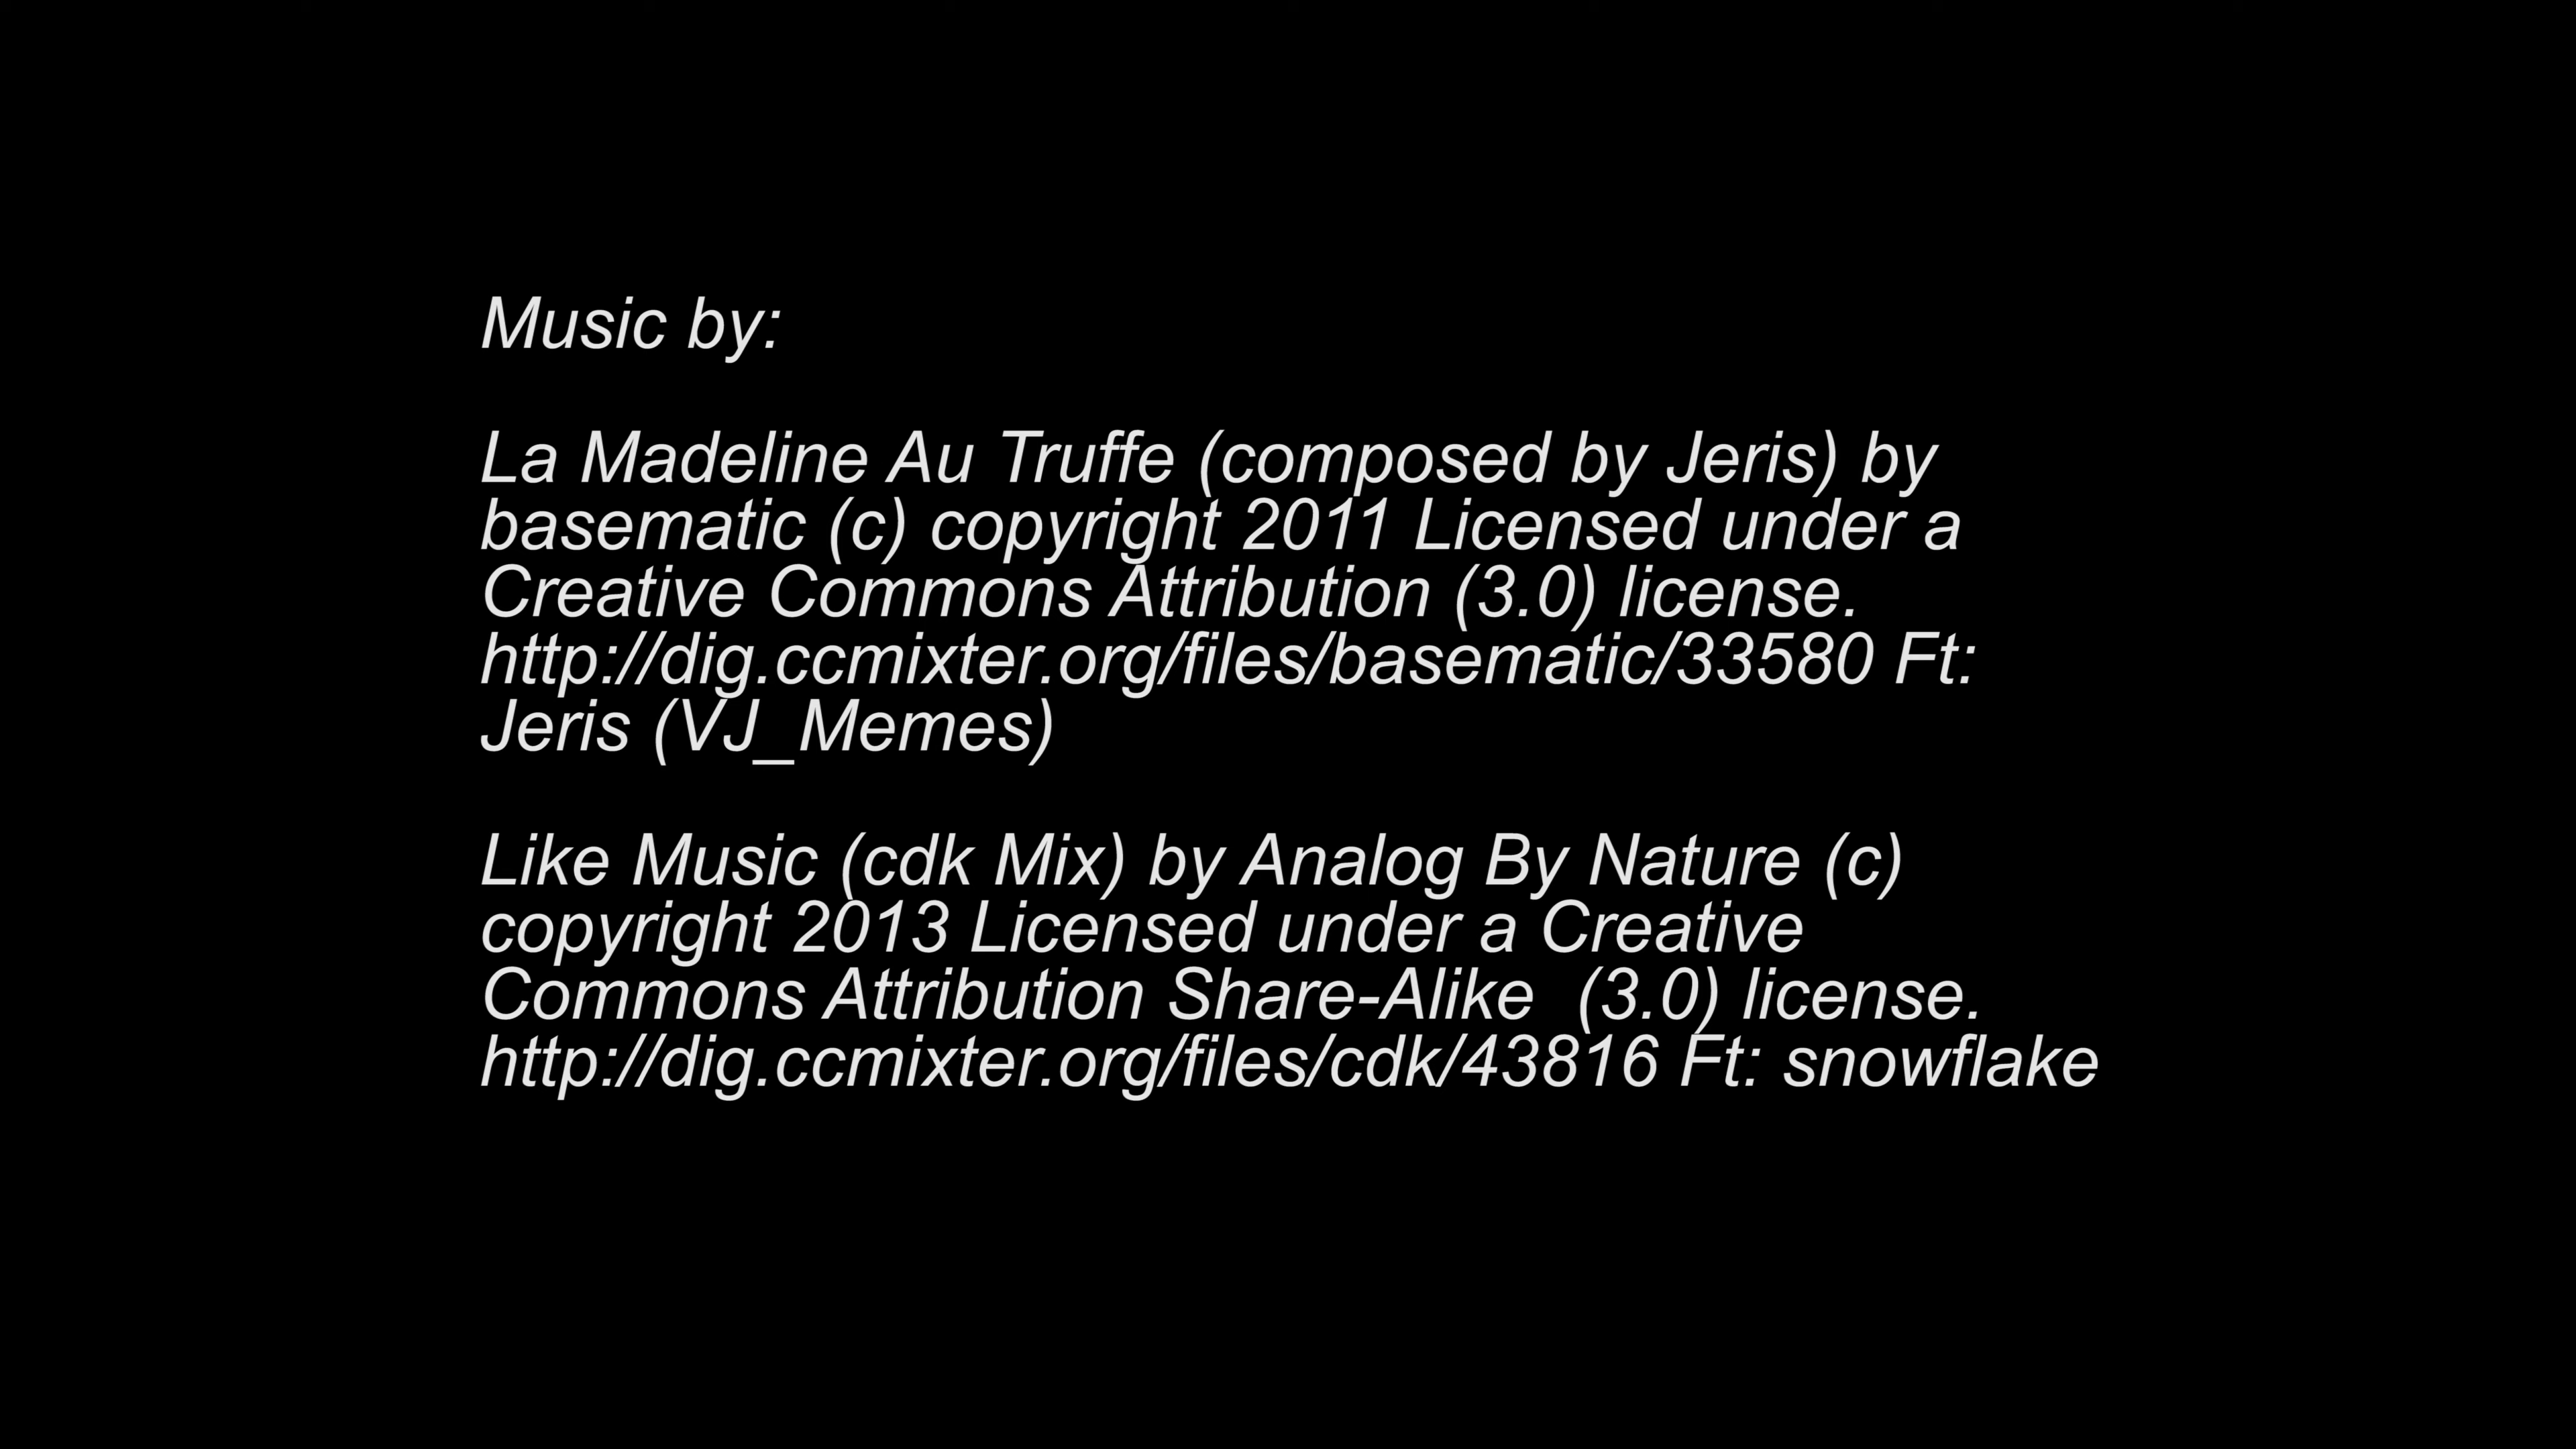 Music by:
La Madeline Au Truffe (composed by Jeris) by
basematic (c) copyright 2011 Licensed under a
Creative Commons Attribution (3.0) license.
http://dig.ccmixter.org/files/basematic/33580 Ft:
Jeris (VJ_Memes)
Like Music (cdk Mix) by Analog By Nature (c)
copyright 2013 Licensed under a Creative
Commons Attribution Share-Alike  (3.0) license.
http://dig.ccmixter.org/files/cdk/43816 Ft: snowflake